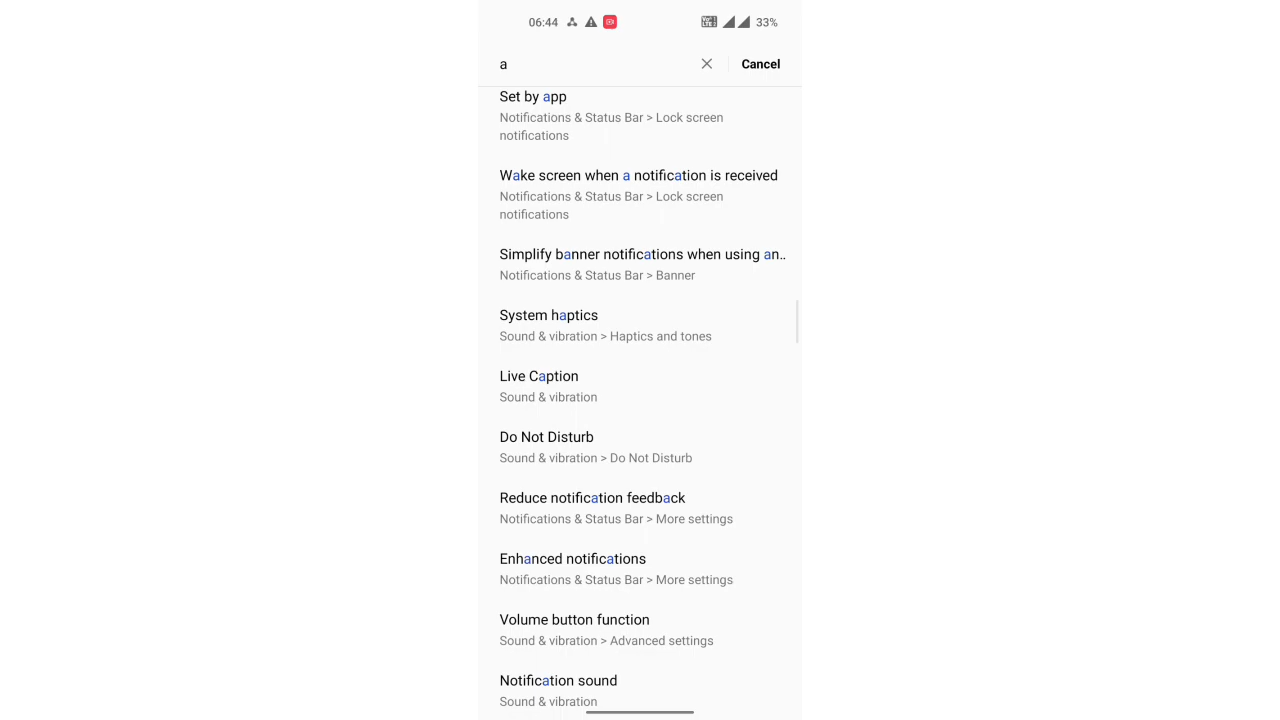 06:44
33%
a
Cancel
Set by app
Notifications & Status Bar > Lock screen
notifications
Wake screen when a notification is received
Notifications & Status Bar > Lock screen
notifications
Simplify banner notifications when using an..
Notifications & Status Bar > Banner
System haptics
Sound & vibration > Haptics and tones
Live Caption
Sound & vibration
Do Not Disturb
Sound & vibration > Do Not Disturb
Reduce notification feedback
Notifications & Status Bar > More settings
Enhanced notifications
Notifications & Status Bar > More settings
Volume button function
Sound & vibration > Advanced settings
Notification sound
Sound & vibration